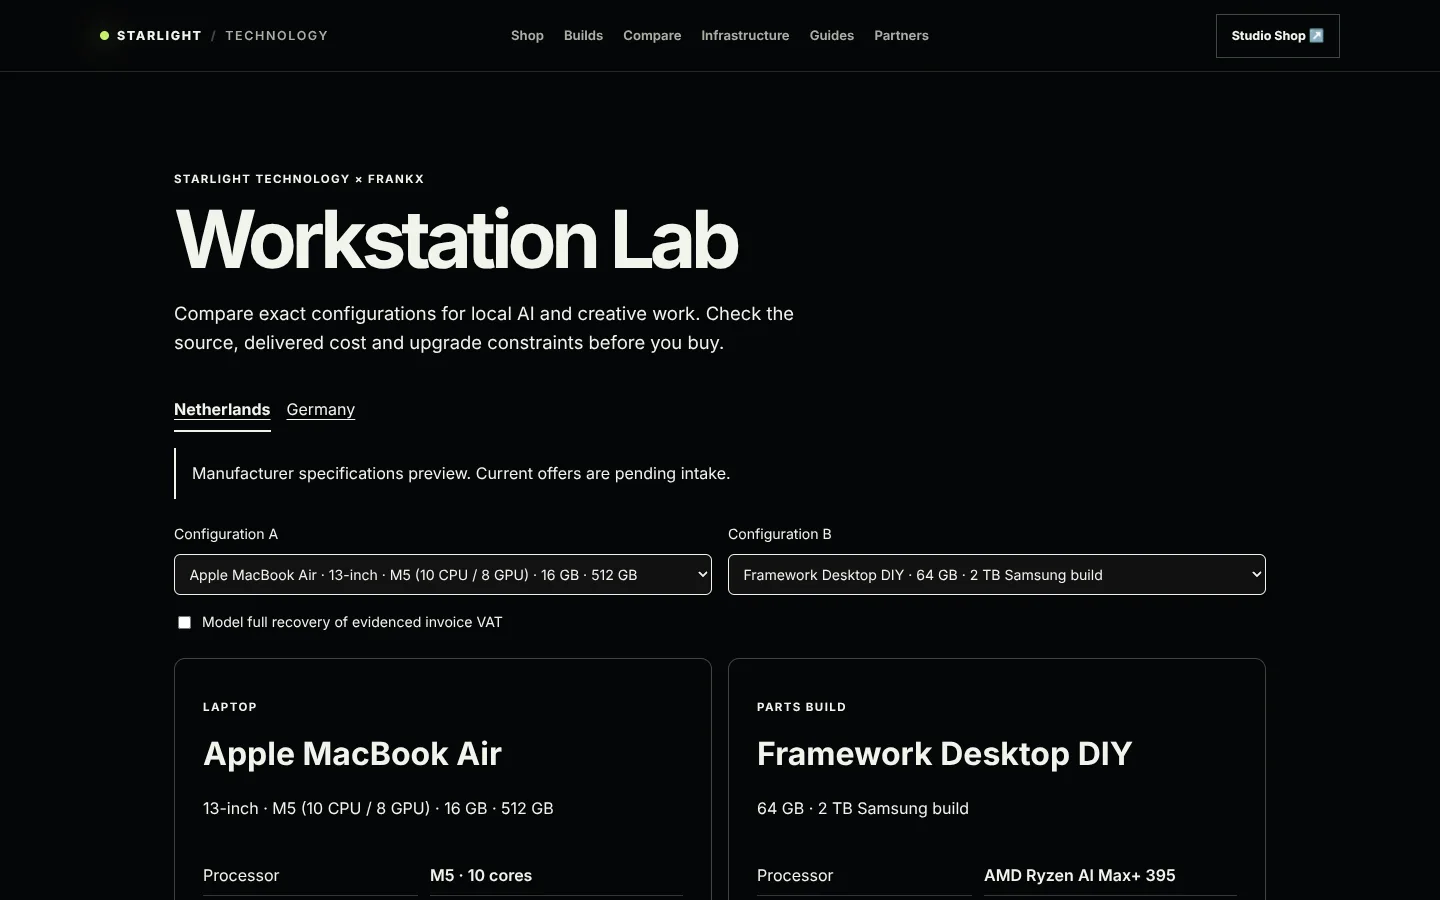 STARLIGHT / TECHNOLOGY
Shop Builds Compare Infrastructure Guides Partners
Studio Shop ↗
STARLIGHT TECHNOLOGY × FRANKX
Workstation Lab
Compare exact configurations for local AI and creative work. Check the
source, delivered cost and upgrade constraints before you buy.
Netherlands Germany
Manufacturer specifications preview. Current offers are pending intake.
Configuration A
Apple MacBook Air · 13-inch · M5 (10 CPU / 8 GPU) · 16 GB · 512 GB
Configuration B
Framework Desktop DIY · 64 GB · 2 TB Samsung build
Model full recovery of evidenced invoice VAT
LAPTOP
Apple MacBook Air
13-inch · M5 (10 CPU / 8 GPU) · 16 GB · 512 GB
Processor M5 · 10 cores
PARTS BUILD
Framework Desktop DIY
64 GB · 2 TB Samsung build
Processor AMD Ryzen AI Max+ 395